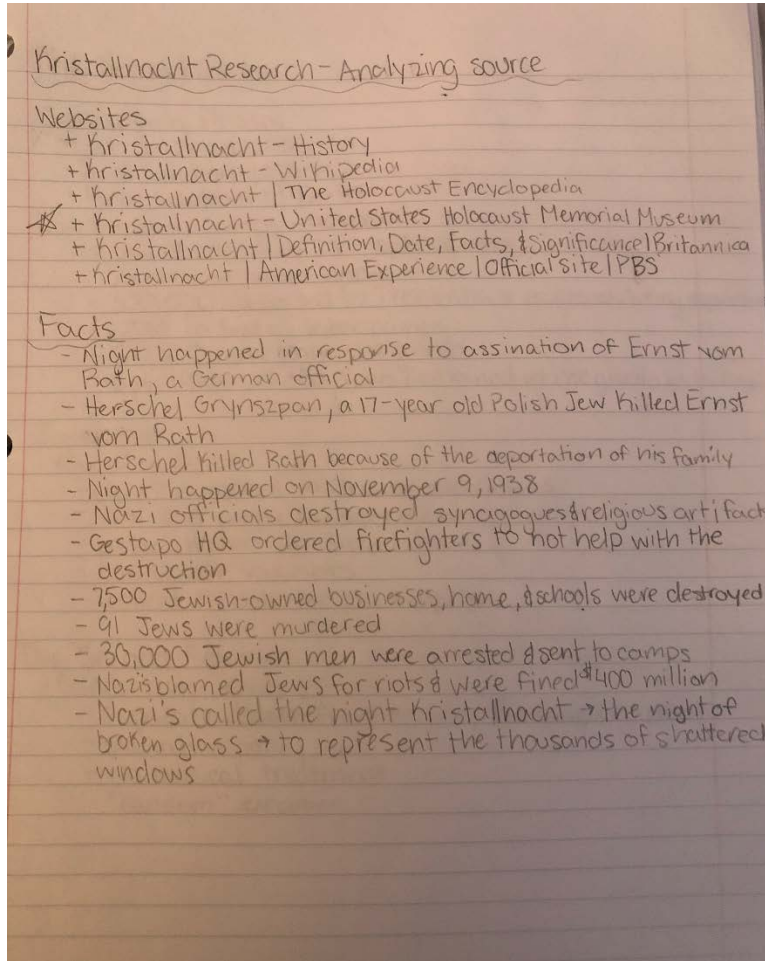 Kristallnacht Research - Analyzing source
Websites
+ Kristallnacht - History
+ Kristallnacht - Wikipedia
+ Kristallnacht | The Holocaust Encyclopedia
+ Kristallnacht - United States Holocaust Memorial Museum
+ Kristallnacht | Definition, Date, Facts, & Significance | Britannica
+ Kristallnacht | American Experience | Official Site | PBS
Facts
- Night happened in response to assination of Ernst vom
Rath, a German official
- Herschel Grynszpan, a 17-year old Polish Jew killed Ernst
vom Rath
- Herschel killed Rath because of the deportation of his family
- Night happened on November 9, 1938
- Nazi officials destroyed synagogues & religious artifact
- Gestapo HQ ordered firefighters to not help with the
destruction
- 7,500 Jewish-owned businesses, home, & schools were destroyed
- 91 Jews were murdered
- 30,000 Jewish men were arrested & sent to camps
- Nazis blamed Jews for riots & were fined $400 million
- Nazi's called the night Kristallnacht → the night of
broken glass → to represent the thousands of shattered
windows